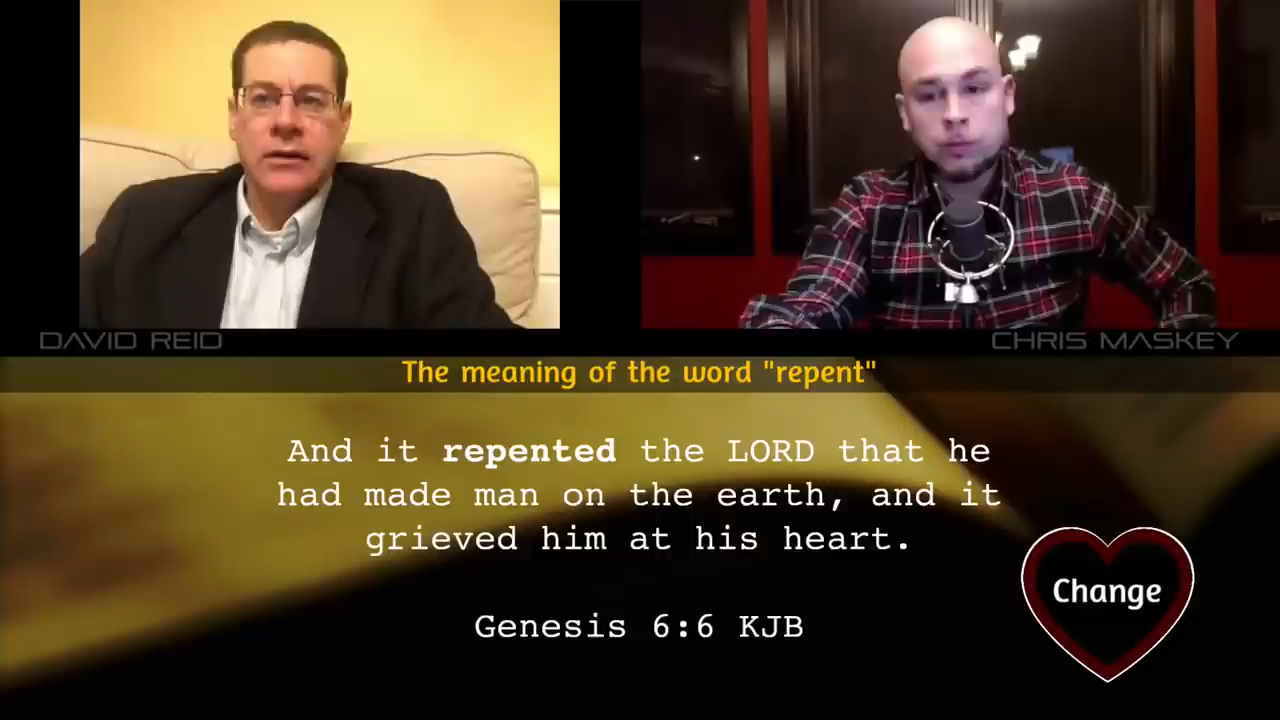 DAVID REID
CHRIS MASKEY
The meaning of the word "repent"
And it repented the LORD that he
had made man on the earth, and it
grieved him at his heart.
Genesis 6:6 KJB
Change